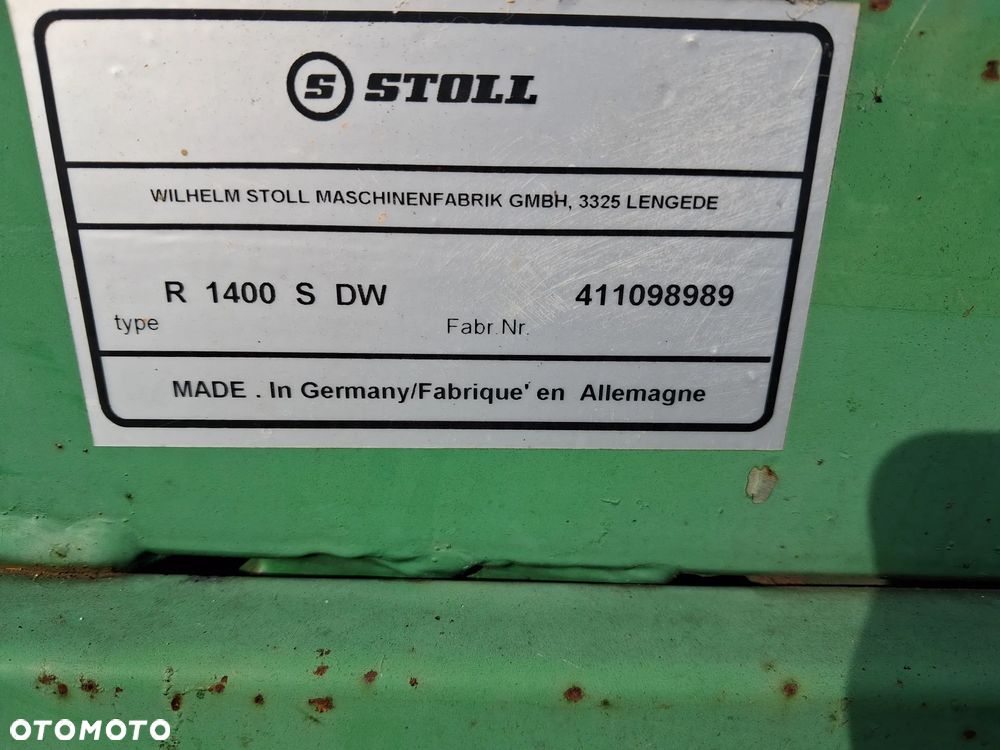 S STOLL
WILHELM STOLL MASCHINENFABRIK GMBH, 3325 LENGEDE
R 1400 S DW 411098989
type Fabr.Nr.
MADE . In Germany/Fabrique' en Allemagne
OTOMOTO